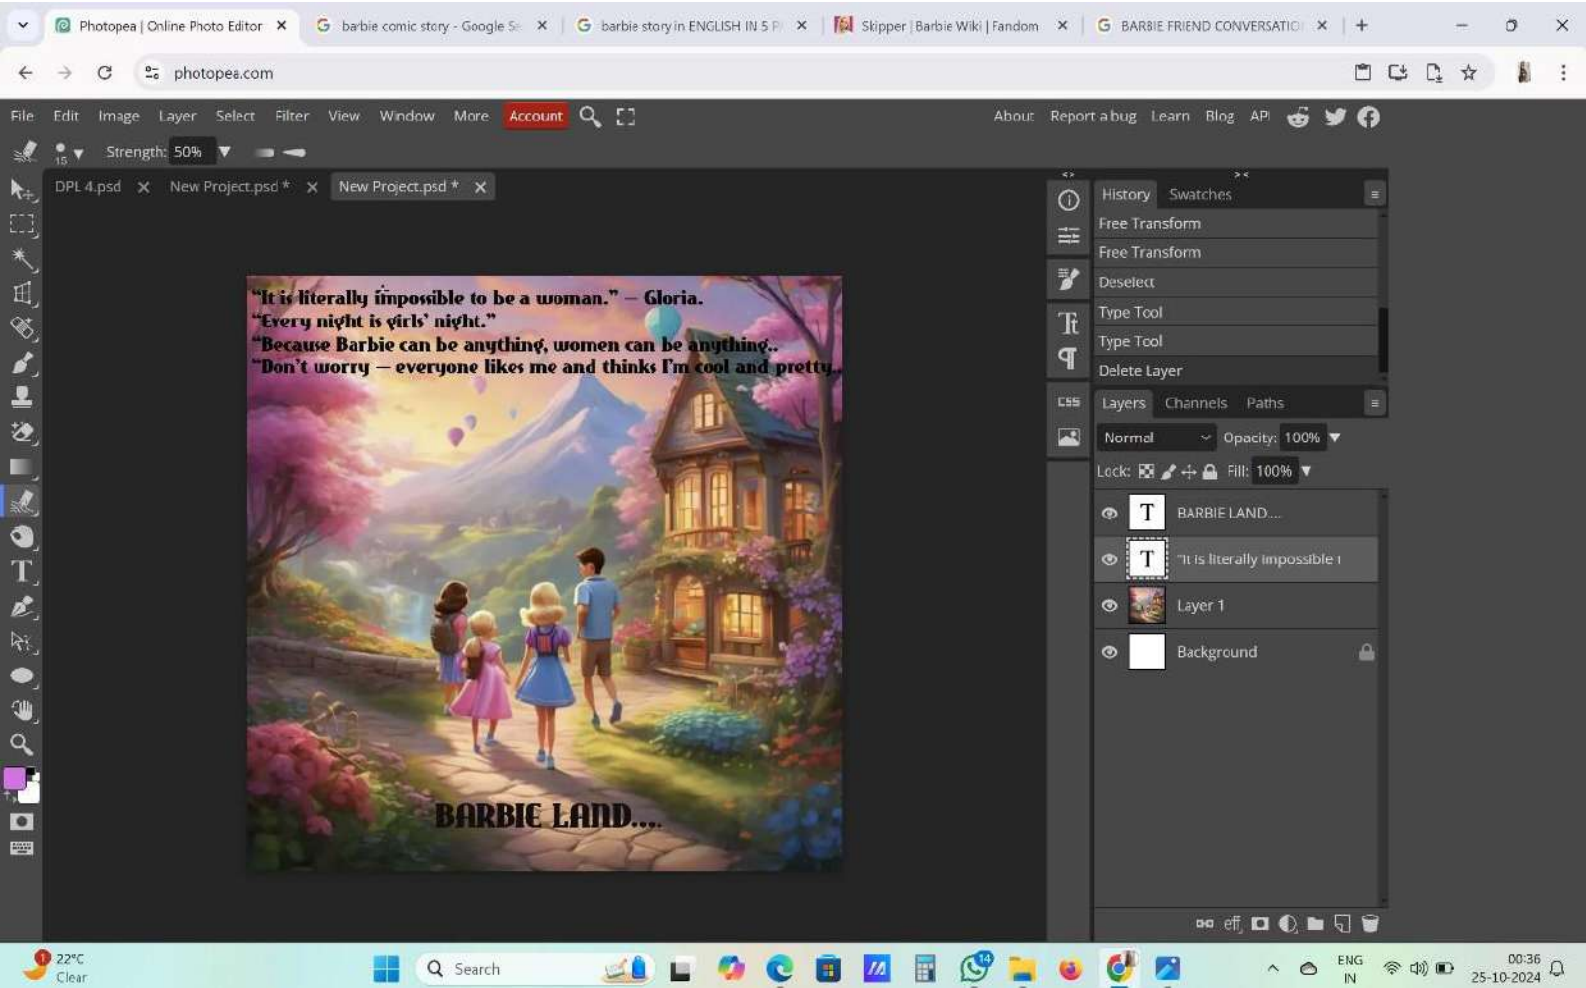 Photopea | Online Photo Editor
barbie comic story - Google Se
barbie story in ENGLISH IN 5 P
Skipper | Barbie Wiki | Fandom
BARBIE FRIEND CONVERSATIO
photopea.com
File Edit Image Layer Select Filter View Window More Account
About Report a bug Learn Blog API
15 Strength: 50%
DPL 4.psd New Project.psd * New Project.psd *
History Swatches
Free Transform
Free Transform
Deselect
Type Tool
Type Tool
Delete Layer
CSS
Layers Channels Paths
Normal Opacity: 100%
Lock: Fill: 100%
T BARBIE LAND....
T "It is literally impossible t
Layer 1
Background
eff
“It is literally impossible to be a woman.” — Gloria.
“Every night is girls’ night.”
“Because Barbie can be anything, women can be anything..
“Don’t worry — everyone likes me and thinks I’m cool and pretty..
BARBIE LAND....
1 22°C
Clear
Search
14
ENG
IN
00:36
25-10-2024